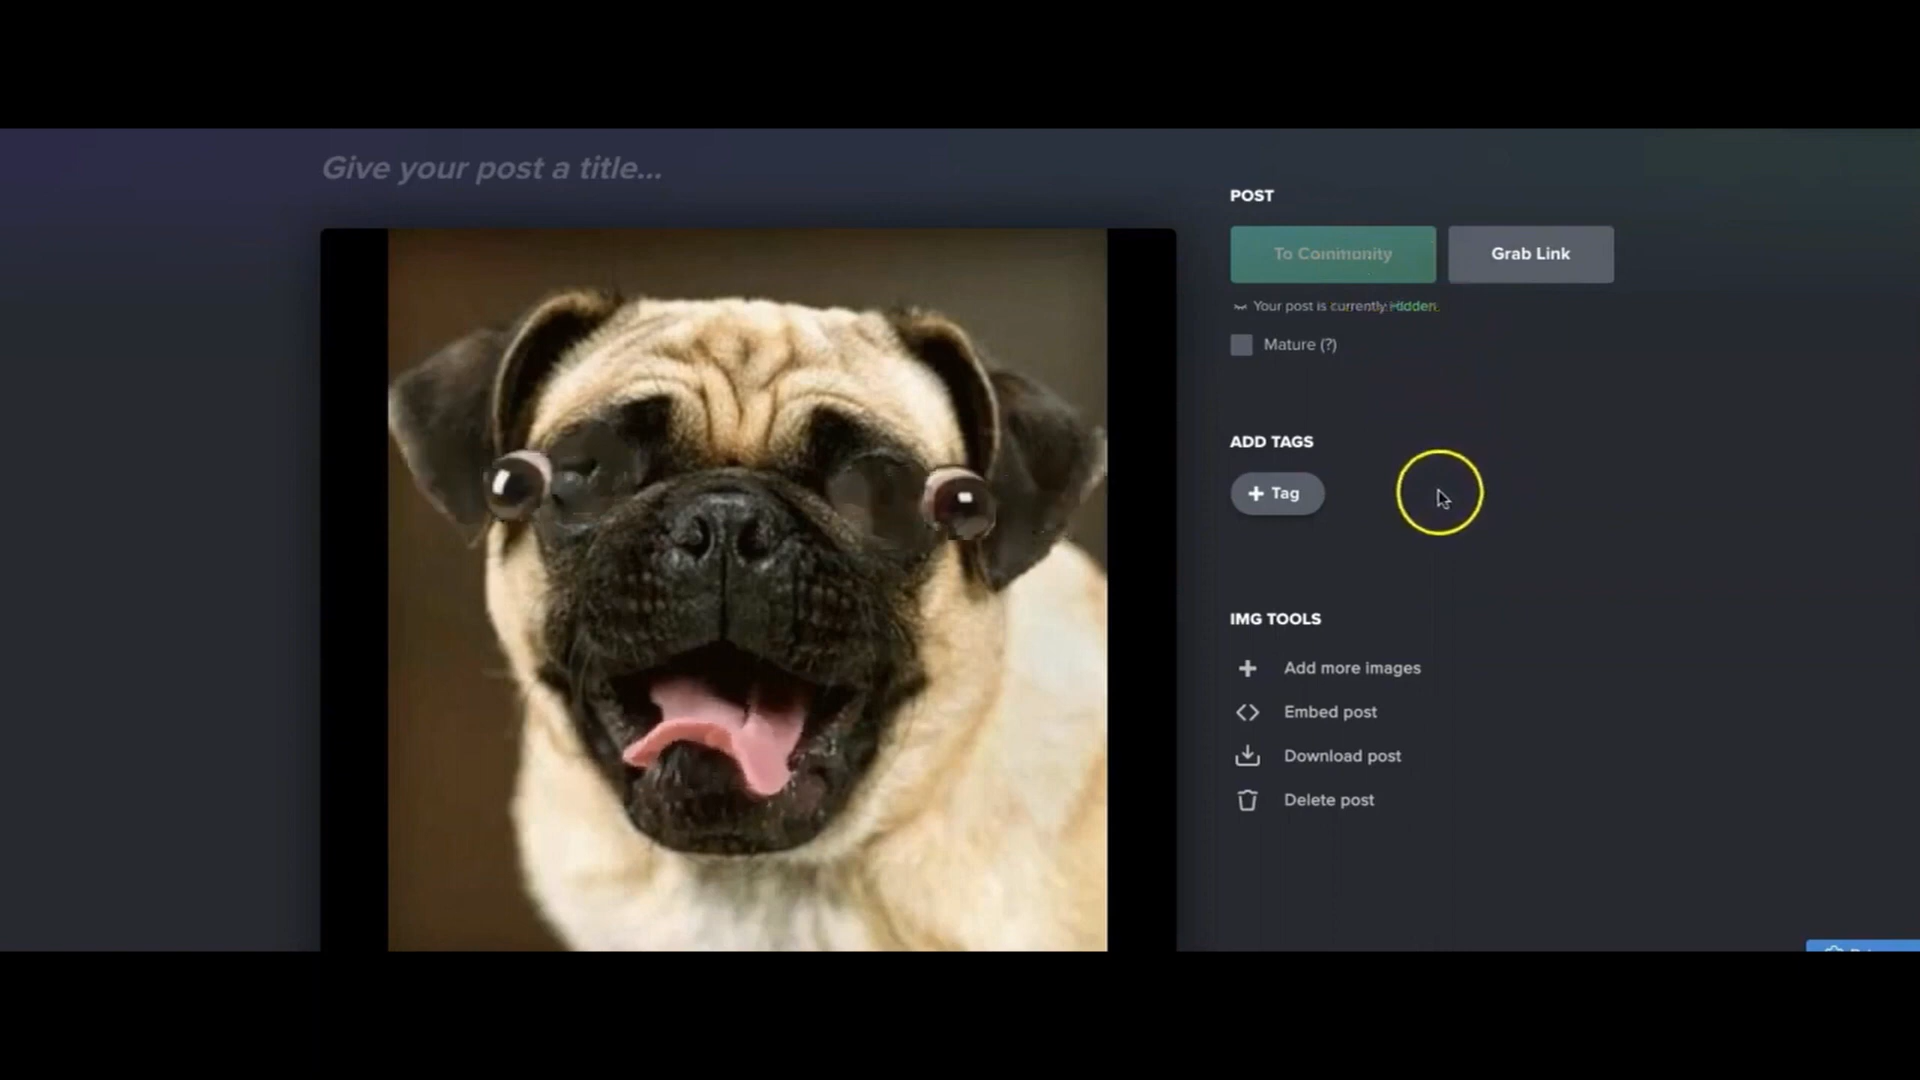 Give your post a title...
POST
To Community
Grab Link
Your post is currently Hidden.
Mature (?)
ADD TAGS
+ Tag
IMG TOOLS
Add more images
Embed post
Download post
Delete post